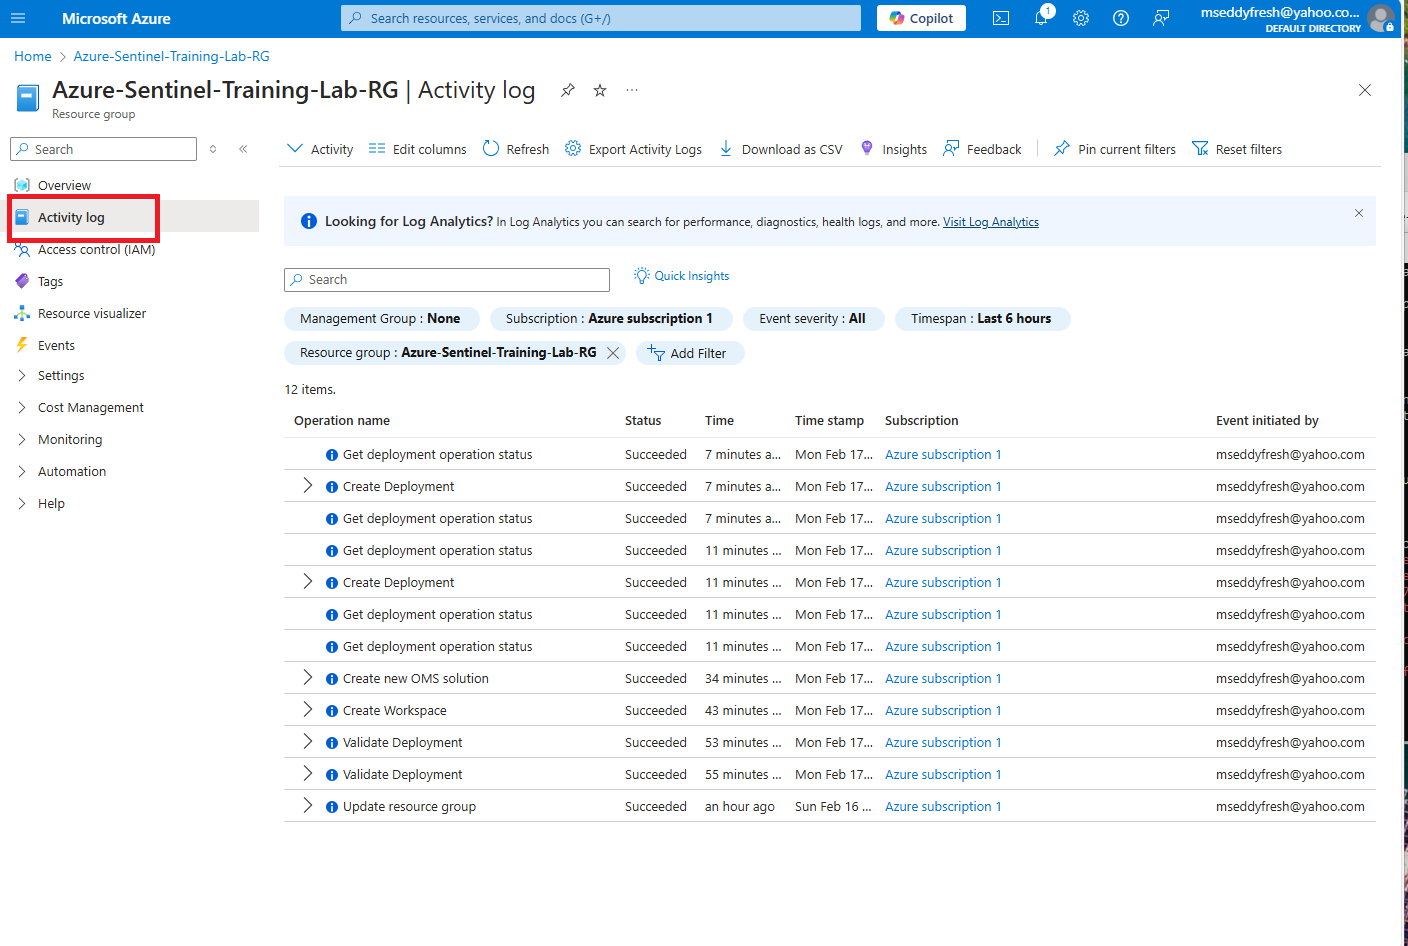 Microsoft Azure
Search resources, services, and docs (G+/)
Copilot
1
mseddyfresh@yahoo.co...
DEFAULT DIRECTORY
Home > Azure-Sentinel-Training-Lab-RG
Azure-Sentinel-Training-Lab-RG | Activity log
Resource group
Search
Overview
Activity log
Access control (IAM)
Tags
Resource visualizer
Events
Settings
Cost Management
Monitoring
Automation
Help
Activity Edit columns Refresh Export Activity Logs Download as CSV Insights Feedback Pin current filters Reset filters
Looking for Log Analytics? In Log Analytics you can search for performance, diagnostics, health logs, and more. Visit Log Analytics
Search
Quick Insights
Management Group : None Subscription : Azure subscription 1 Event severity : All Timespan : Last 6 hours
Resource group : Azure-Sentinel-Training-Lab-RG Add Filter
12 items.
Operation name Status Time Time stamp Subscription Event initiated by
Get deployment operation status Succeeded 7 minutes a... Mon Feb 17... Azure subscription 1 mseddyfresh@yahoo.com
Create Deployment Succeeded 7 minutes a... Mon Feb 17... Azure subscription 1 mseddyfresh@yahoo.com
Get deployment operation status Succeeded 7 minutes a... Mon Feb 17... Azure subscription 1 mseddyfresh@yahoo.com
Get deployment operation status Succeeded 11 minutes ... Mon Feb 17... Azure subscription 1 mseddyfresh@yahoo.com
Create Deployment Succeeded 11 minutes ... Mon Feb 17... Azure subscription 1 mseddyfresh@yahoo.com
Get deployment operation status Succeeded 11 minutes ... Mon Feb 17... Azure subscription 1 mseddyfresh@yahoo.com
Get deployment operation status Succeeded 11 minutes ... Mon Feb 17... Azure subscription 1 mseddyfresh@yahoo.com
Create new OMS solution Succeeded 34 minutes ... Mon Feb 17... Azure subscription 1 mseddyfresh@yahoo.com
Create Workspace Succeeded 43 minutes ... Mon Feb 17... Azure subscription 1 mseddyfresh@yahoo.com
Validate Deployment Succeeded 53 minutes ... Mon Feb 17... Azure subscription 1 mseddyfresh@yahoo.com
Validate Deployment Succeeded 55 minutes ... Mon Feb 17... Azure subscription 1 mseddyfresh@yahoo.com
Update resource group Succeeded an hour ago Sun Feb 16 ... Azure subscription 1 mseddyfresh@yahoo.com